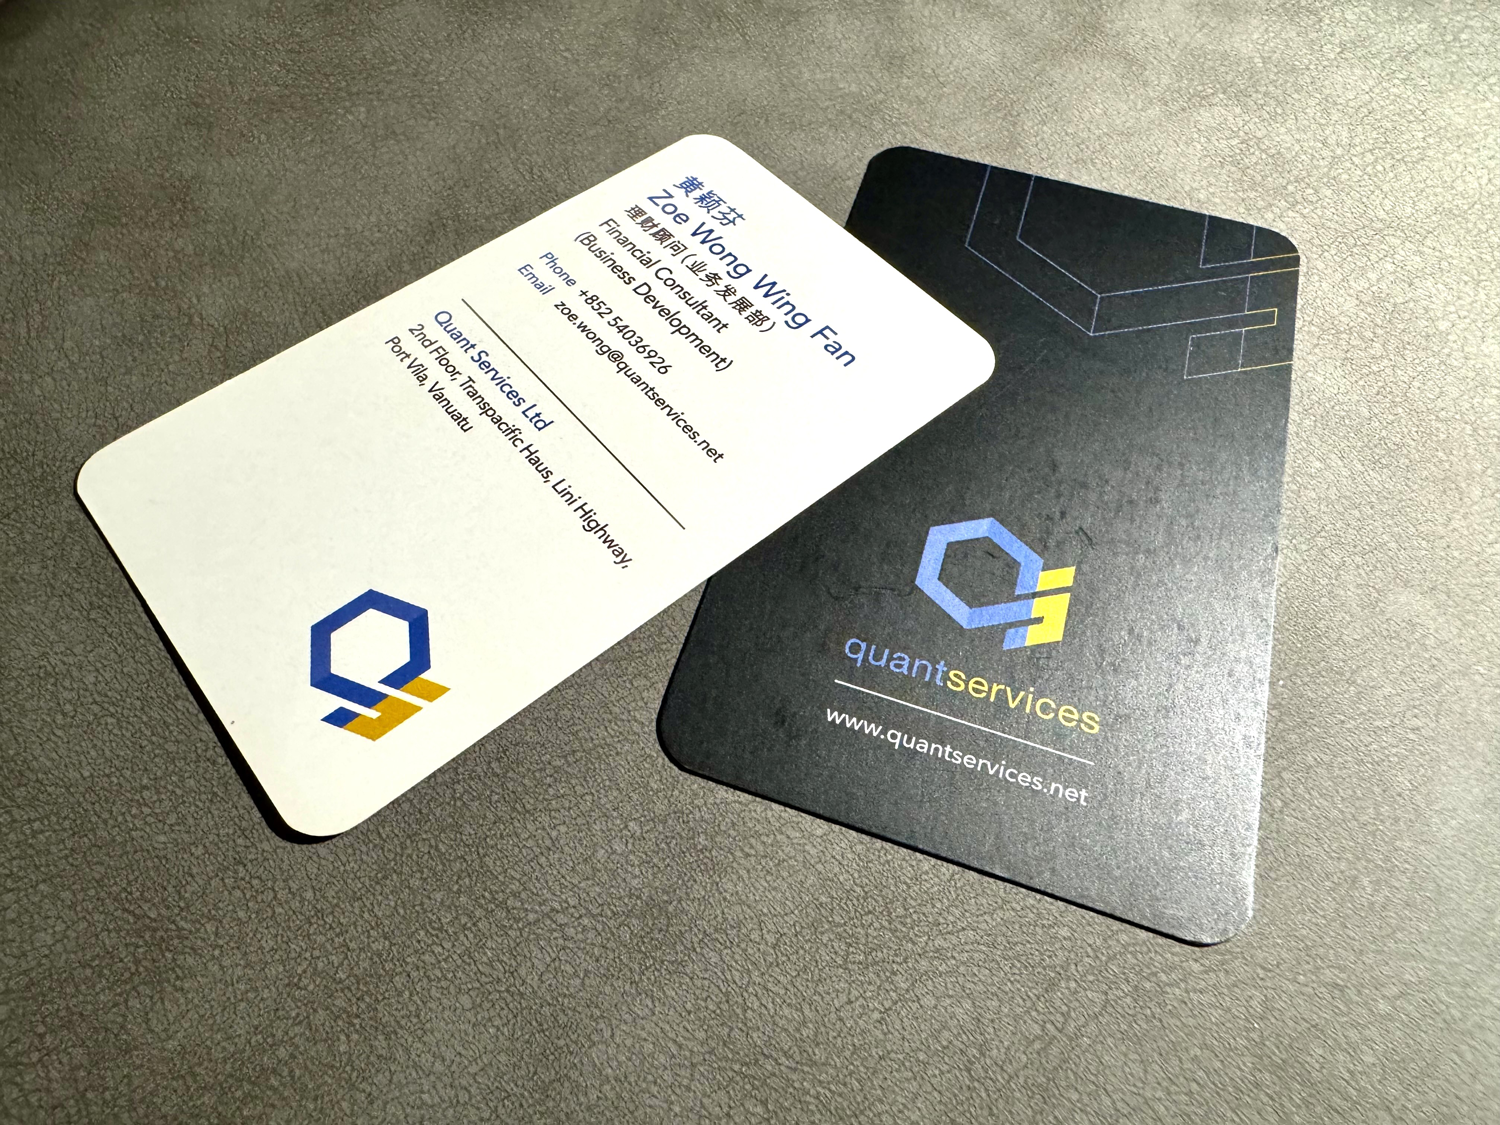 黄颖芬
Zoe Wong Wing Fan
理财顾问(业务发展部)
Financial Consultant
(Business Development)
Phone +852 54036926
Email zoe.wong@quantservices.net
Quant Services Ltd
2nd Floor, Transpacific Haus, Lini Highway,
Port Vila, Vanuatu
quantservices
www.quantservices.net